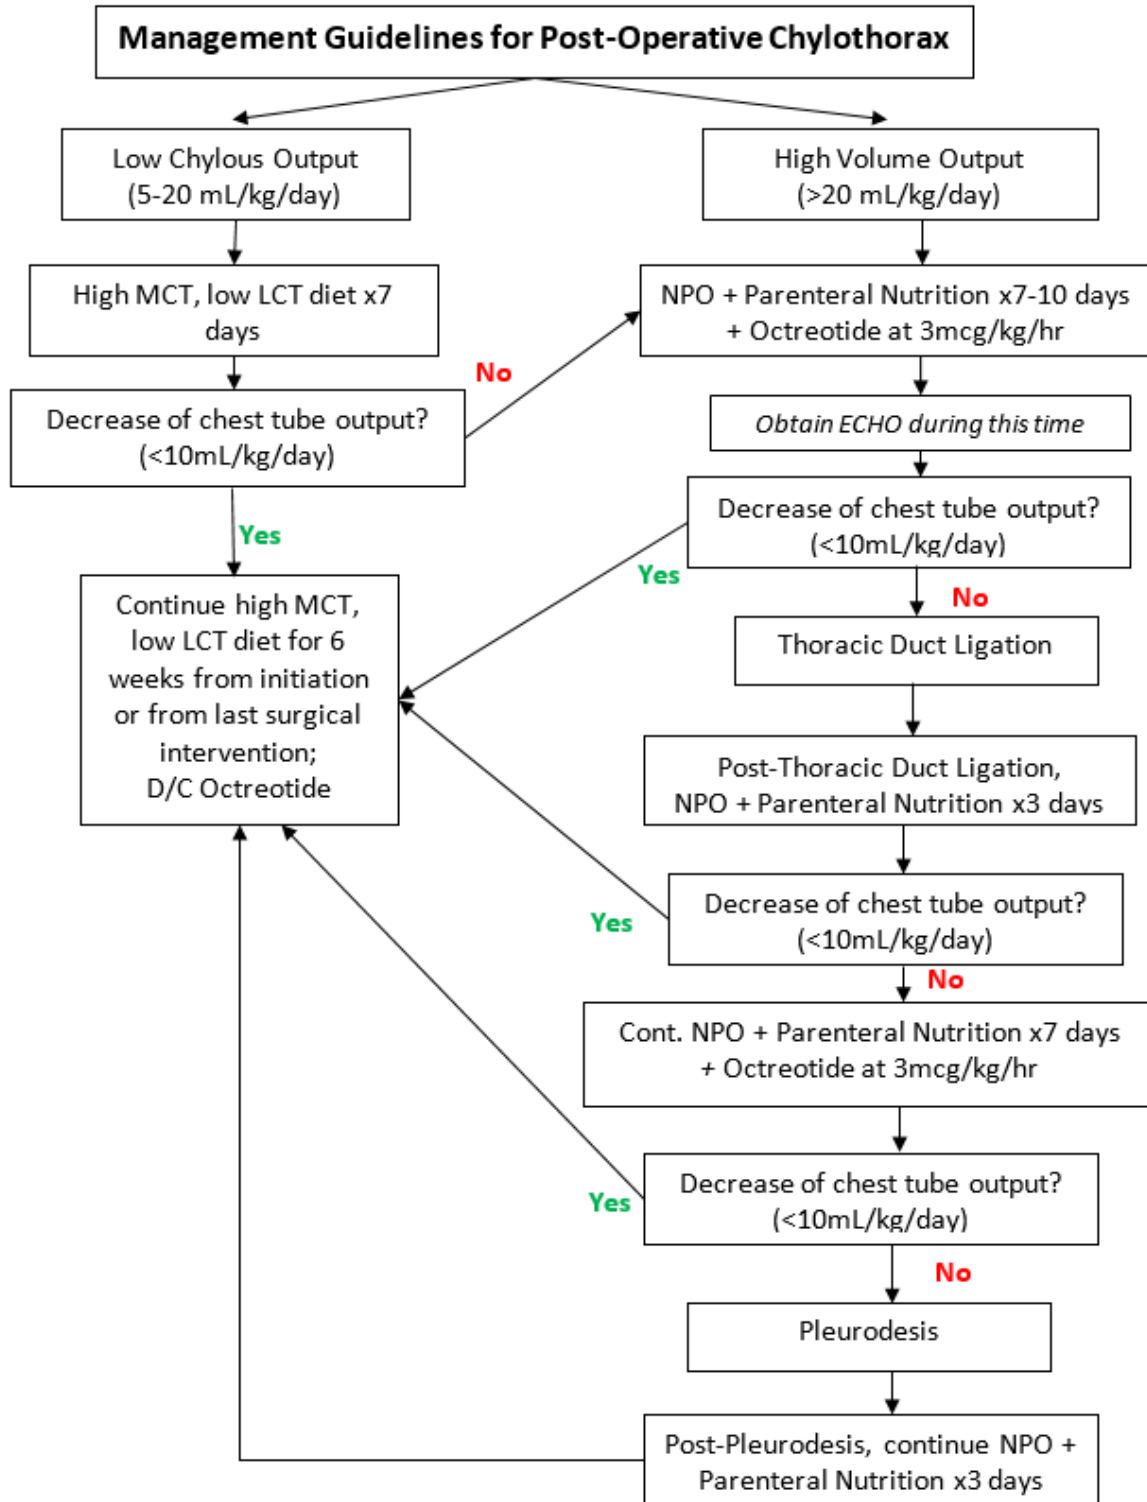 Management Guidelines for Post-Operative Chylothorax
Low Chylous Output
(5-20 mL/kg/day)
High Volume Output
(>20 mL/kg/day)
High MCT, low LCT diet x7
days
NPO + Parenteral Nutrition x7-10 days
+ Octreotide at 3mcg/kg/hr
No
Decrease of chest tube output?
(<10mL/kg/day)
Obtain ECHO during this time
Yes
Decrease of chest tube output?
(<10mL/kg/day)
Yes
No
Continue high MCT,
low LCT diet for 6
weeks from initiation
or from last surgical
intervention;
D/C Octreotide
Thoracic Duct Ligation
Post-Thoracic Duct Ligation,
NPO + Parenteral Nutrition x3 days
Decrease of chest tube output?
(<10mL/kg/day)
Yes
No
Cont. NPO + Parenteral Nutrition x7 days
+ Octreotide at 3mcg/kg/hr
Decrease of chest tube output?
(<10mL/kg/day)
Yes
No
Pleurodesis
Post-Pleurodesis, continue NPO +
Parenteral Nutrition x3 days